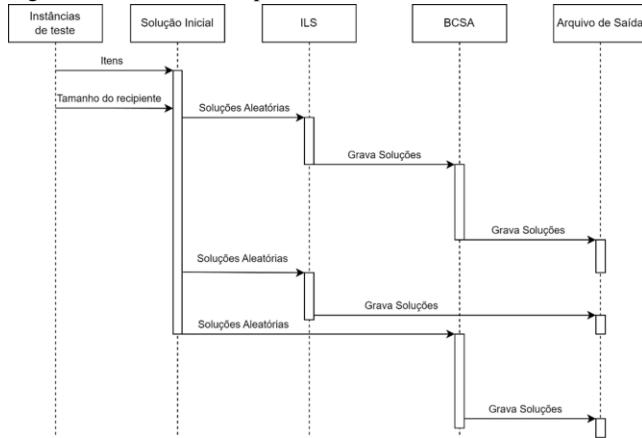 Instâncias
de teste
Solução Inicial
ILS
BCSA
Arquivo de Saída
Itens
Tamanho do recipiente
Soluções Aleatórias
Grava Soluções
Grava Soluções
Soluções Aleatórias
Grava Soluções
Soluções Aleatórias
Grava Soluções